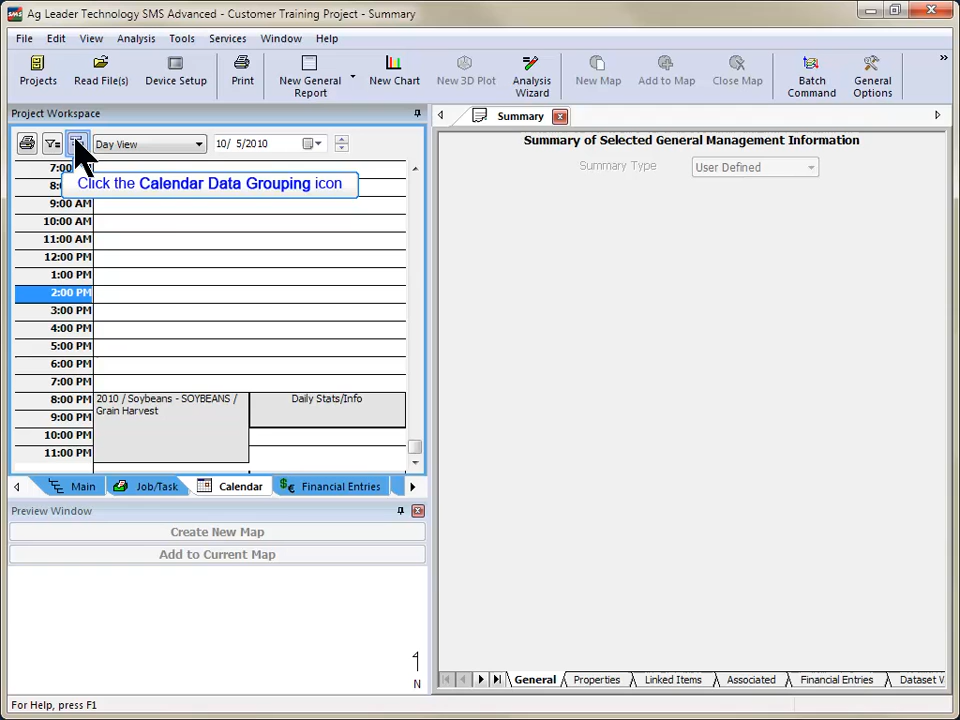 Ag Leader Technology SMS Advanced - Customer Training Project - Summary
File Edit View Analysis Tools Services Window Help
Projects Read File(s) Device Setup Print New General Report New Chart New 3D Plot Analysis Wizard New Map Add to Map Close Map Batch Command General Options
Project Workspace
Summary
Day View 10/ 5/2010
Summary of Selected General Management Information
Summary Type User Defined
7:00
Click the Calendar Data Grouping icon
8:0
9:00 AM
10:00 AM
11:00 AM
12:00 PM
1:00 PM
2:00 PM
3:00 PM
4:00 PM
5:00 PM
6:00 PM
7:00 PM
8:00 PM 2010 / Soybeans - SOYBEANS / Daily Stats/Info
Grain Harvest
9:00 PM
10:00 PM
11:00 PM
Main Job/Task Calendar Financial Entries
Preview Window
Create New Map
Add to Current Map
N
General Properties Linked Items Associated Financial Entries Dataset V
For Help, press F1